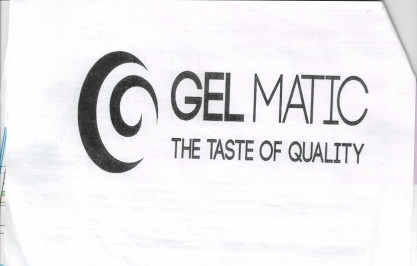 GEL MATIC
THE TASTE OF QUALITY